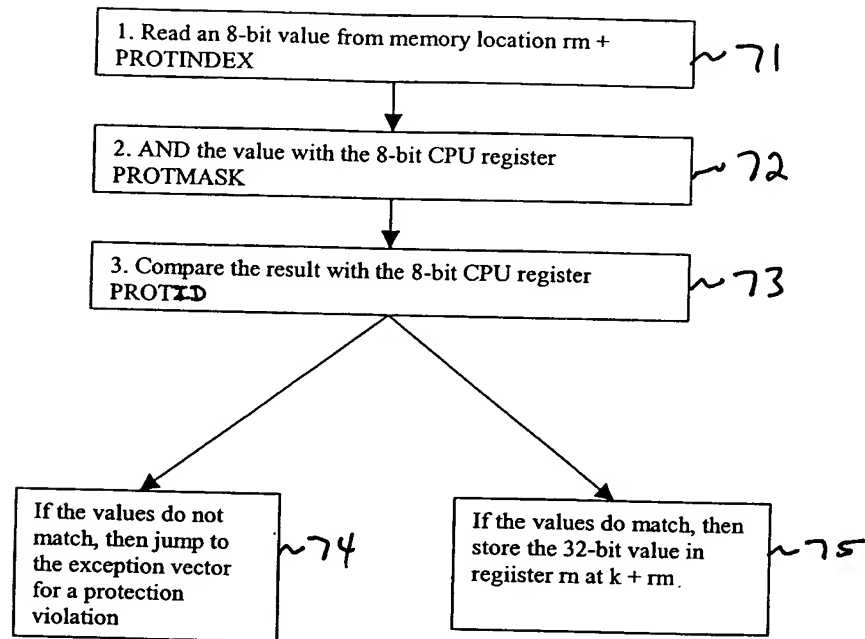 1. Read an 8-bit value from memory location rm +
PROTINDEX
~71
2. AND the value with the 8-bit CPU register
PROTMASK
~72
3. Compare the result with the 8-bit CPU register
PROTID
~73
If the values do not
match, then jump to
the exception vector
for a protection
violation
~74
If the values do match, then
store the 32-bit value in
regiister rn at k + rm.
~75